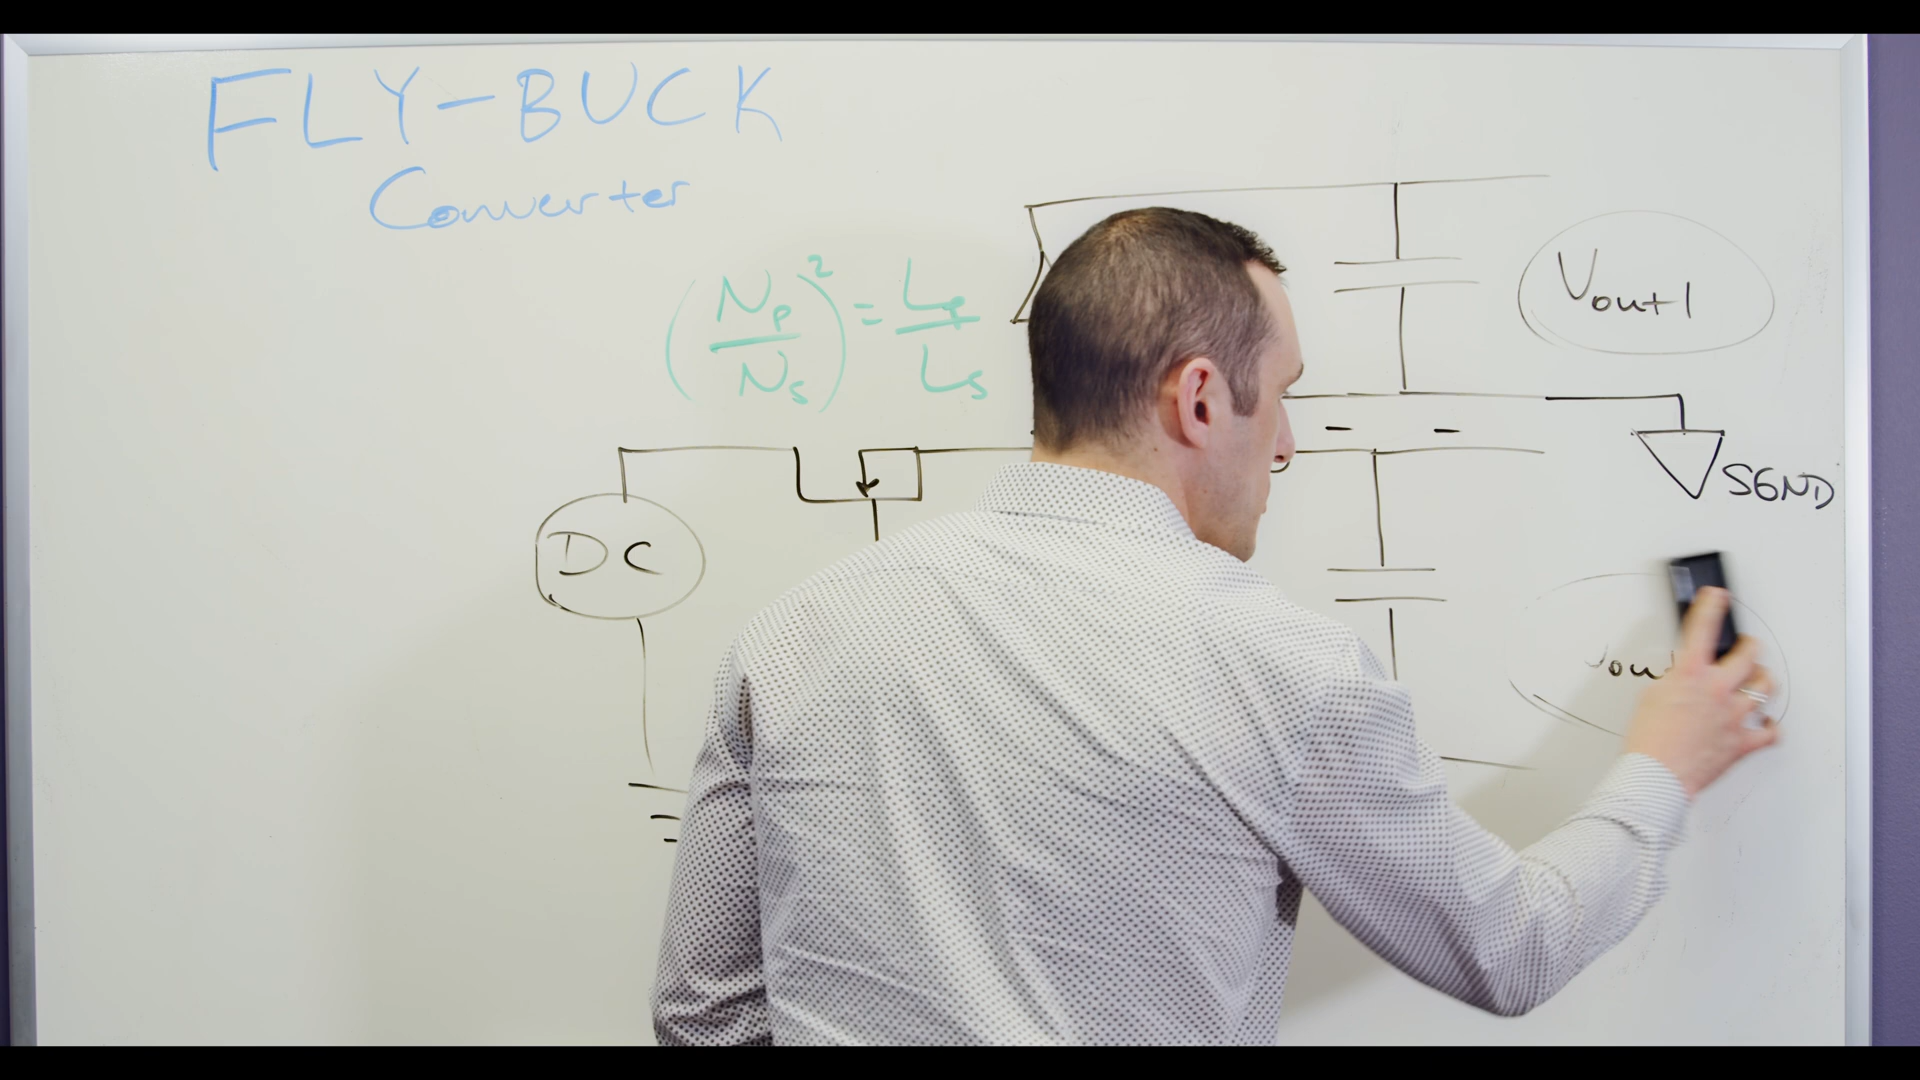 FLY-BUCK
Converter
(Np/Ns)² = Lp/Ls
Vout1
SGND
DC